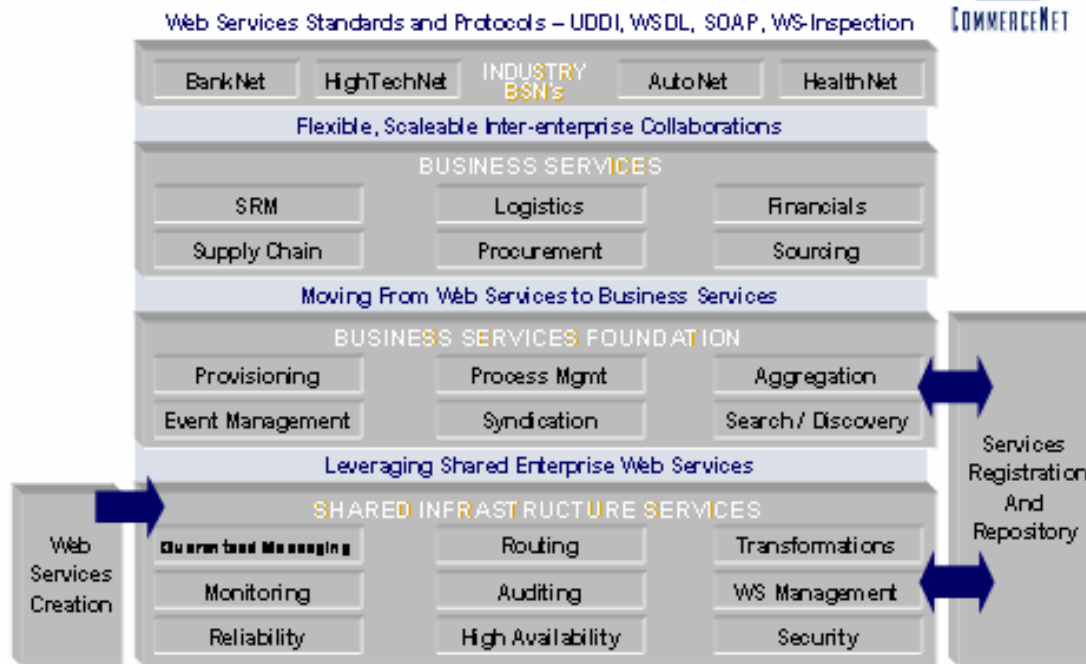 Web Services Standards and Protocols – UDDI, WSDL, SOAP, WS-Inspection
COMMERCENET
BankNet
HighTechNet
INDUSTRY
BSN's
AutoNet
HealthNet
Flexible, Scaleable Inter-enterprise Collaborations
BUSINESS SERVICES
SRM
Logistics
Financials
Supply Chain
Procurement
Sourcing
Moving From Web Services to Business Services
BUSINESS SERVICES FOUNDATION
Provisioning
Process Mgmt
Aggregation
Event Management
Syndication
Search / Discovery
Leveraging Shared Enterprise Web Services
SHARED INFRASTRUCTURE SERVICES
Guaranteed Messaging
Routing
Transformations
Monitoring
Auditing
WS Management
Reliability
High Availability
Security
Web
Services
Creation
Services
Registration
And
Repository